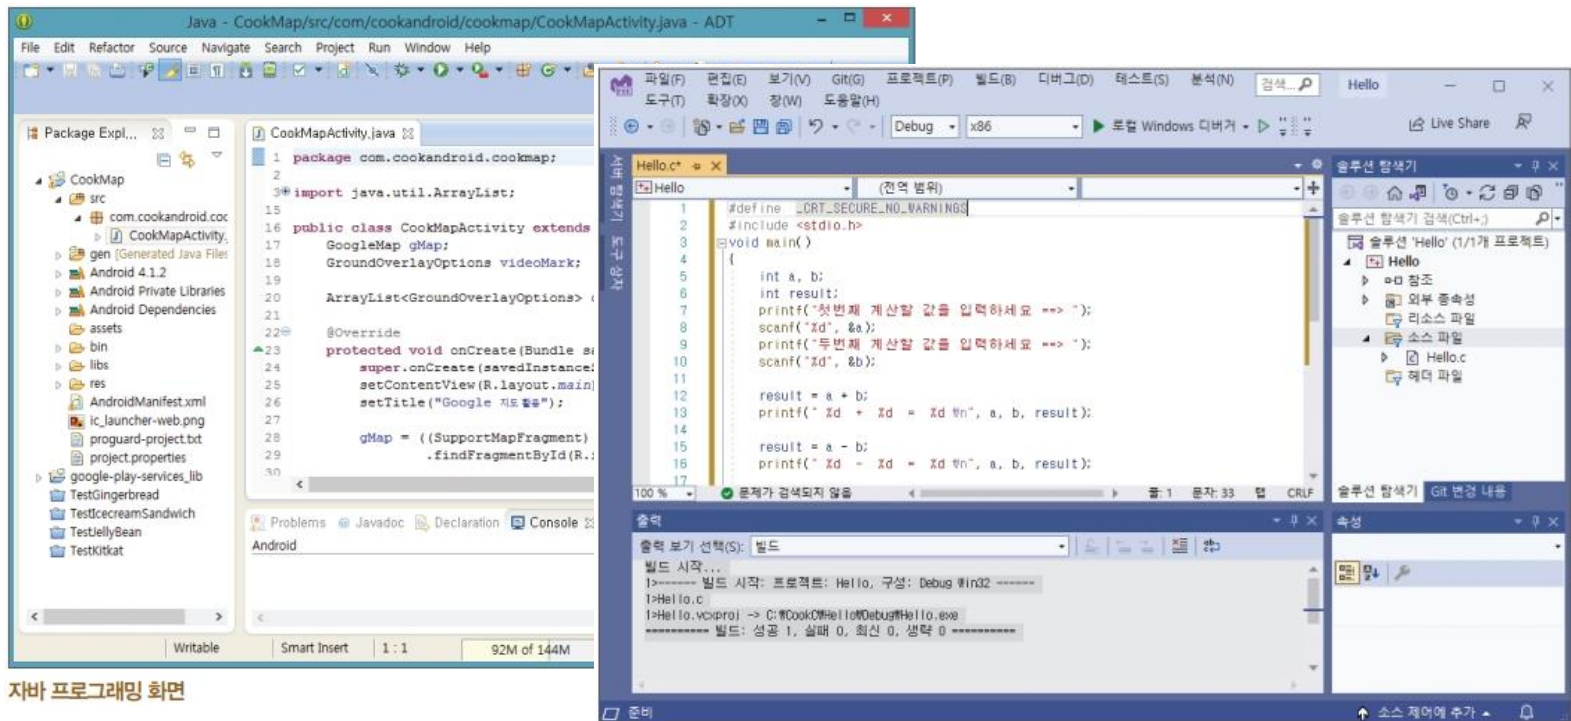 Java - CookMap/src/com/cookandroid/cookmap/CookMapActivity.java - ADT
File Edit Refactor Source Navigate Search Project Run Window Help
Package Expl...
CookMap
src
com.cookandroid.coc
CookMapActivity.
gen [Generated Java Files
Android 4.1.2
Android Private Libraries
Android Dependencies
assets
bin
libs
res
AndroidManifest.xml
ic_launcher-web.png
proguard-project.txt
project.properties
google-play-services_lib
TestGingerbread
TestIcecreamSandwich
TestJellyBean
TestKitkat
CookMapActivity.java
1 package com.cookandroid.cookmap;
2
3 import java.util.ArrayList;
15
16 public class CookMapActivity extends
17 GoogleMap gMap;
18 GroundOverlayOptions videoMark;
19
20 ArrayList<GroundOverlayOptions>
21
22 @Override
23 protected void onCreate(Bundle sa
24 super.onCreate(savedInstance
25 setContentView(R.layout.main)
26 setTitle("Google 지도 활용");
27
28 gMap = ((SupportMapFragment)
29 .findFragmentById(R.
30
Problems Javadoc Declaration Console
Android
Writable Smart Insert 1 : 1 92M of 144M
자바 프로그래밍 화면
파일(F) 편집(E) 보기(V) Git(G) 프로젝트(P) 빌드(B) 디버그(D) 테스트(S) 분석(N) 검색... Hello
도구(T) 확장(X) 창(W) 도움말(H)
Debug x86 로컬 Windows 디버거 Live Share
서버 탐색기 도구 상자
Hello.c*
Hello (전역 범위)
1 #define _CRT_SECURE_NO_WARNINGS
2 #include <stdio.h>
3 void main()
4 {
5 int a, b;
6 int result;
7 printf("첫번째 계산할 값을 입력하세요 ==> ");
8 scanf("%d", &a);
9 printf("두번째 계산할 값을 입력하세요 ==> ");
10 scanf("%d", &b);
11
12 result = a + b;
13 printf(" %d + %d = %d ₩n", a, b, result);
14
15 result = a - b;
16 printf(" %d - %d = %d ₩n", a, b, result);
17
100 % 문제가 검색되지 않음 줄: 1 문자: 33 탭 CRLF
출력
출력 보기 선택(S): 빌드
빌드 시작...
1>------ 빌드 시작: 프로젝트: Hello, 구성: Debug Win32 ------
1>Hello.c
1>Hello.vcxproj -> C:₩CookC₩Hello₩Debug₩Hello.exe
========== 빌드: 성공 1, 실패 0, 최신 0, 생략 0 ==========
솔루션 탐색기
솔루션 탐색기 검색(Ctrl+;)
솔루션 'Hello' (1/1개 프로젝트)
Hello
참조
외부 종속성
리소스 파일
소스 파일
Hello.c
헤더 파일
솔루션 탐색기 Git 변경 내용
속성
준비 소스 제어에 추가